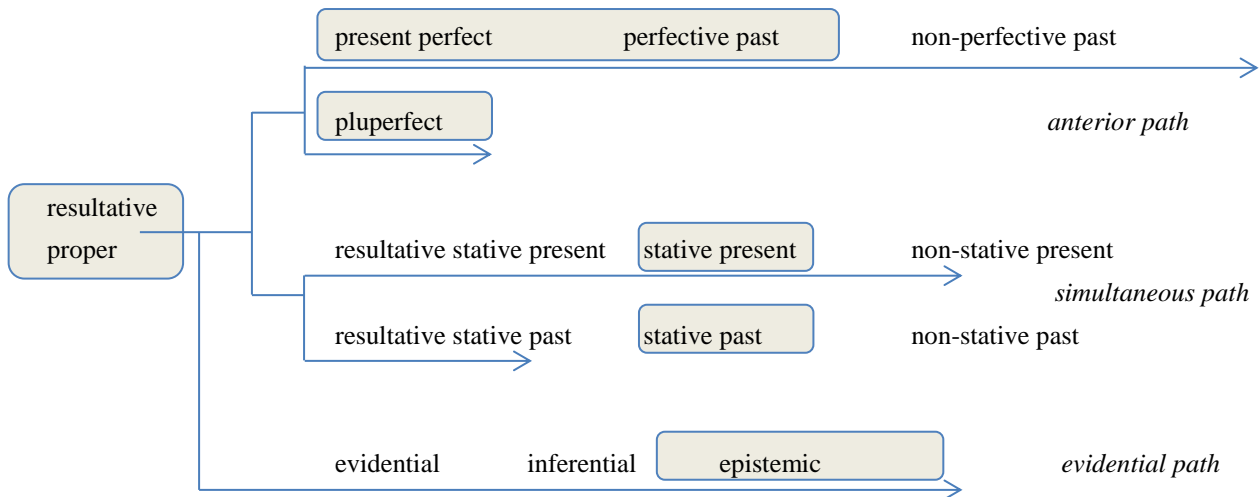 present perfect perfective past non-perfective past
pluperfect anterior path
resultative
proper
resultative stative present stative present non-stative present
simultaneous path
resultative stative past stative past non-stative past
evidential inferential epistemic evidential path